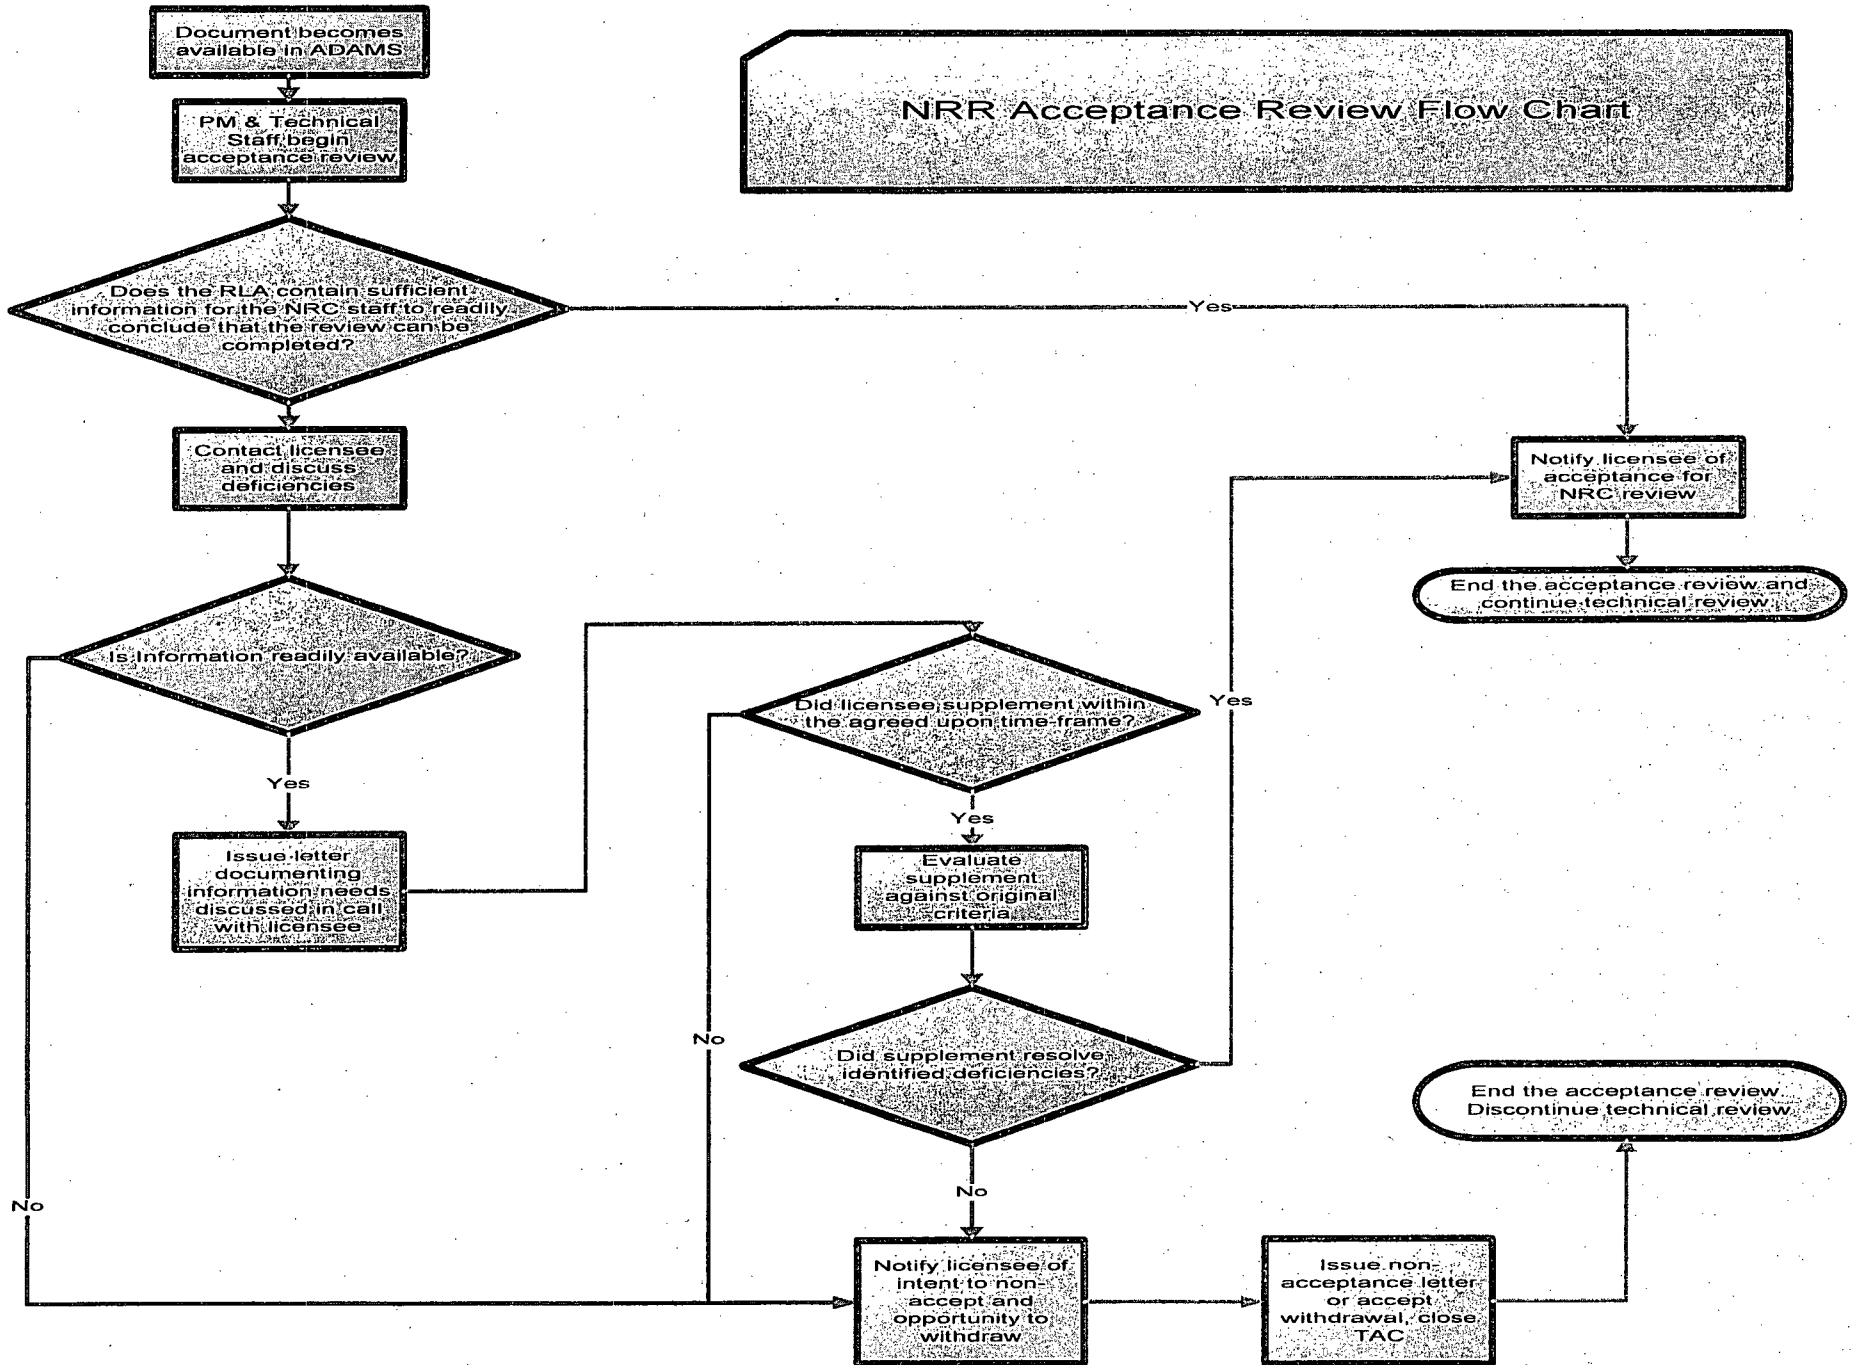 Document becomes
available in ADAMS
NRR Acceptance Review Flow Chart
PM & Technical
Staff begin
acceptance review
Does the RLA contain sufficient
information for the NRC staff to readily
conclude that the review can be
completed?
Yes
Contact licensee
and discuss
deficiencies
Notify licensee of
acceptance for
NRC review
End the acceptance review and
continue technical review
Is Information readily available?
Did licensee supplement within
the agreed upon time-frame?
Yes
Yes
Yes
Issue letter
documenting
information needs
discussed in call
with licensee
Evaluate
supplement
against original
criteria
No
Did supplement resolve
identified deficiencies?
End the acceptance review
Discontinue technical review
No
No
Notify licensee of
intent to non-
accept and
opportunity to
withdraw
Issue non-
acceptance letter
or accept
withdrawal, close
TAC